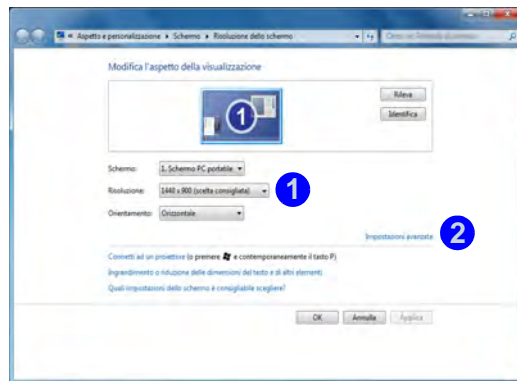 « Aspetto e personalizzazione ▸ Schermo ▸ Risoluzione dello schermo
Modifica l'aspetto della visualizzazione
1
Rileva
Identifica
Schermo: 1. Schermo PC portatile
Risoluzione: 1440 x 900 (scelta consigliata) 1
Orientamento: Orizzontale
Impostazioni avanzate 2
Connetti ad un proiettore (o premere e contemporaneamente il tasto P)
Ingrandimento o riduzione delle dimensioni del testo e di altri elementi
Quali impostazioni dello schermo è consigliabile scegliere?
OK Annulla Applica